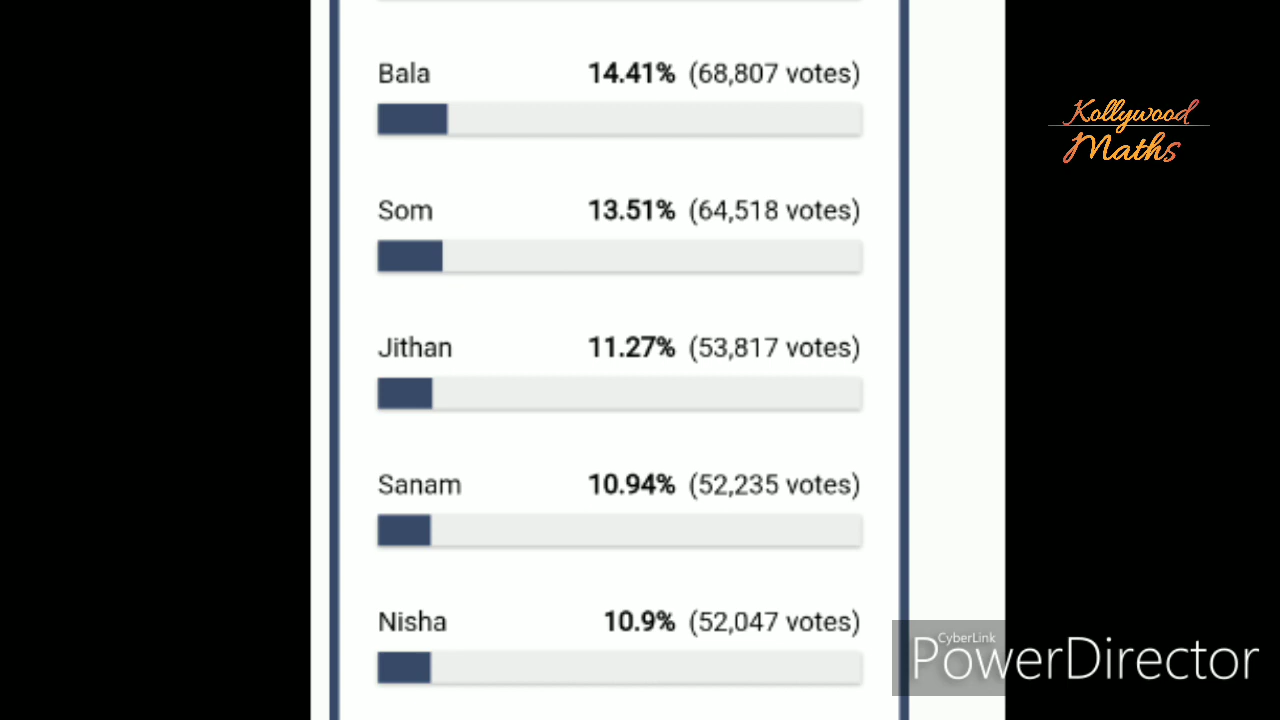 Bala 14.41% (68,807 votes)
Kollywood
Maths
Som 13.51% (64,518 votes)
Jithan 11.27% (53,817 votes)
Sanam 10.94% (52,235 votes)
Nisha 10.9% (52,047 votes)
CyberLink
PowerDirector